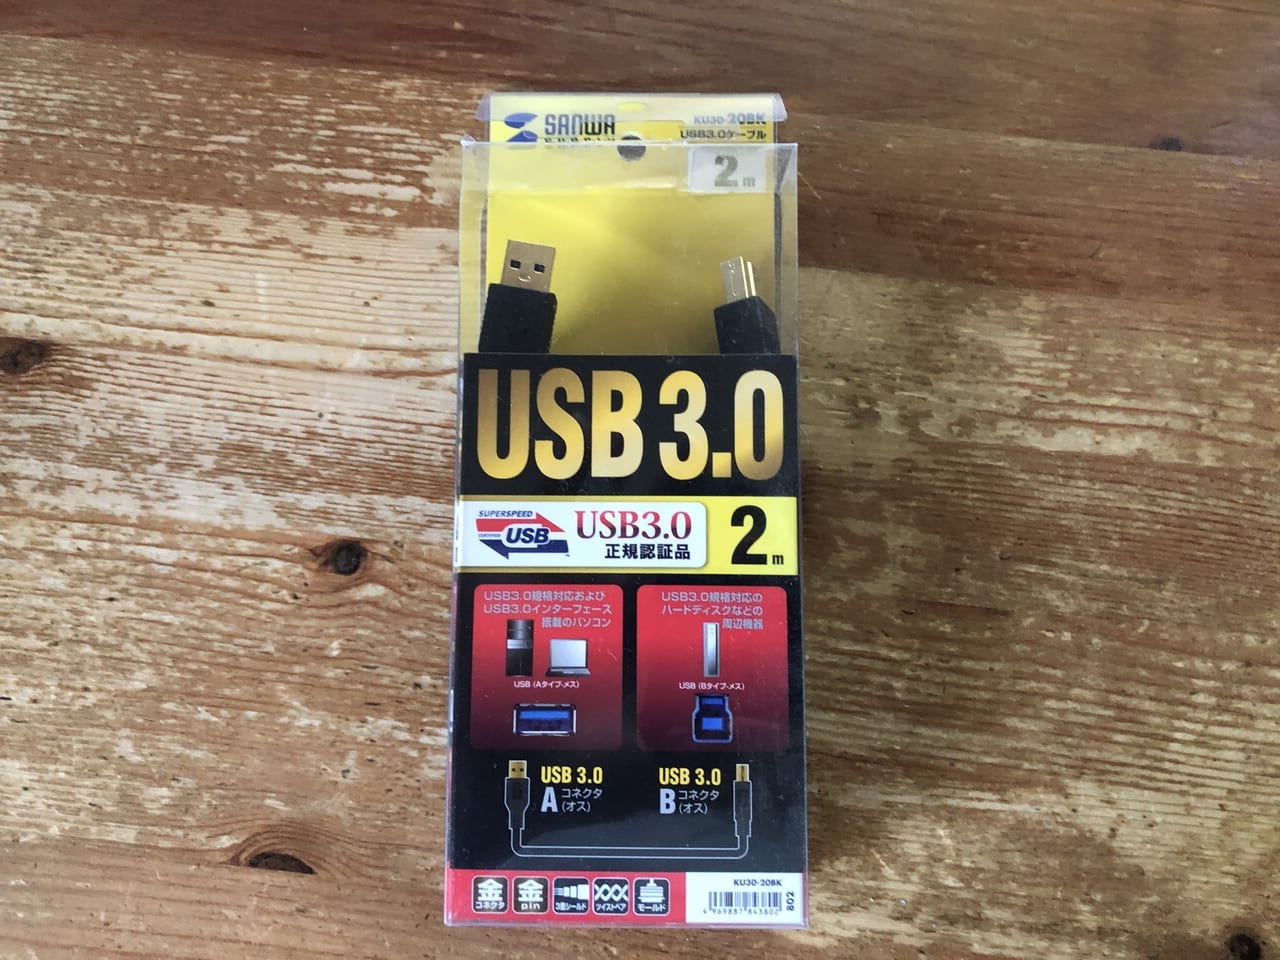 SANWA
SUPPLY
KU30-20BK
USB3.0ケーブル
2m
USB 3.0
SUPERSPEED
CERTIFIED
USB
USB3.0
正規認証品
2m
USB3.0規格対応および
USB3.0インターフェース
搭載のパソコン
USB (Aタイプ-メス)
USB3.0規格対応の
ハードディスクなどの
周辺機器
USB (Bタイプ-メス)
USB 3.0
A コネクタ
(オス)
USB 3.0
B コネクタ
(オス)
金
コネクタ
金
pin
3重シールド
ツイストペア
モールド
KU30-20BK
4 969887 843802
802